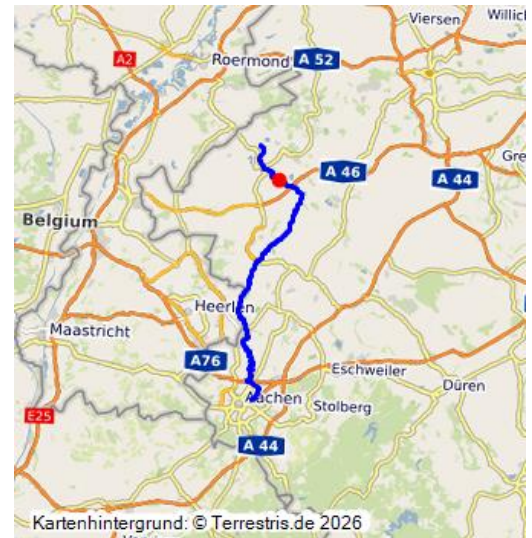 Viersen
Willich
A2
Roermond
A 52
Gre
A 46
A 44
Belgium
Heerlen
Maastricht
A76
Eschweiler
Aachen
Düren
Stolberg
E25
A 44
Kartenhintergrund: © Terrestris.de 2026